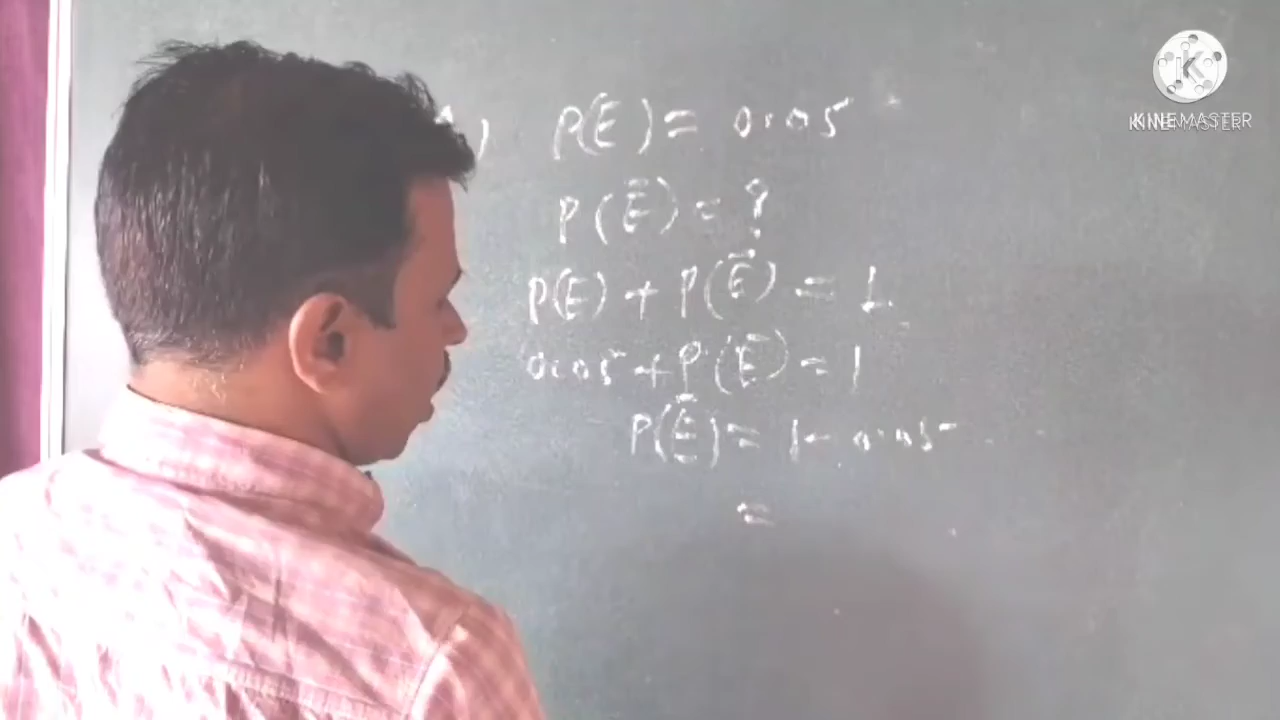 ) P(E) = 0.05
P(Ē) = ?
P(E) + P(Ē) = 1
0.05 + P(Ē) = 1
P(Ē) = 1 - 0.05
=
K
KINEMASTER